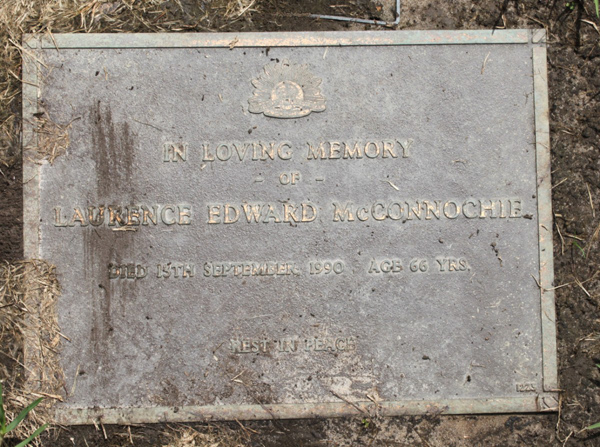 IN LOVING MEMORY
- OF -
LAURENCE EDWARD McCONNOCHIE
DIED 15TH SEPTEMBER, 1990 AGE 66 YRS.
REST IN PEACE